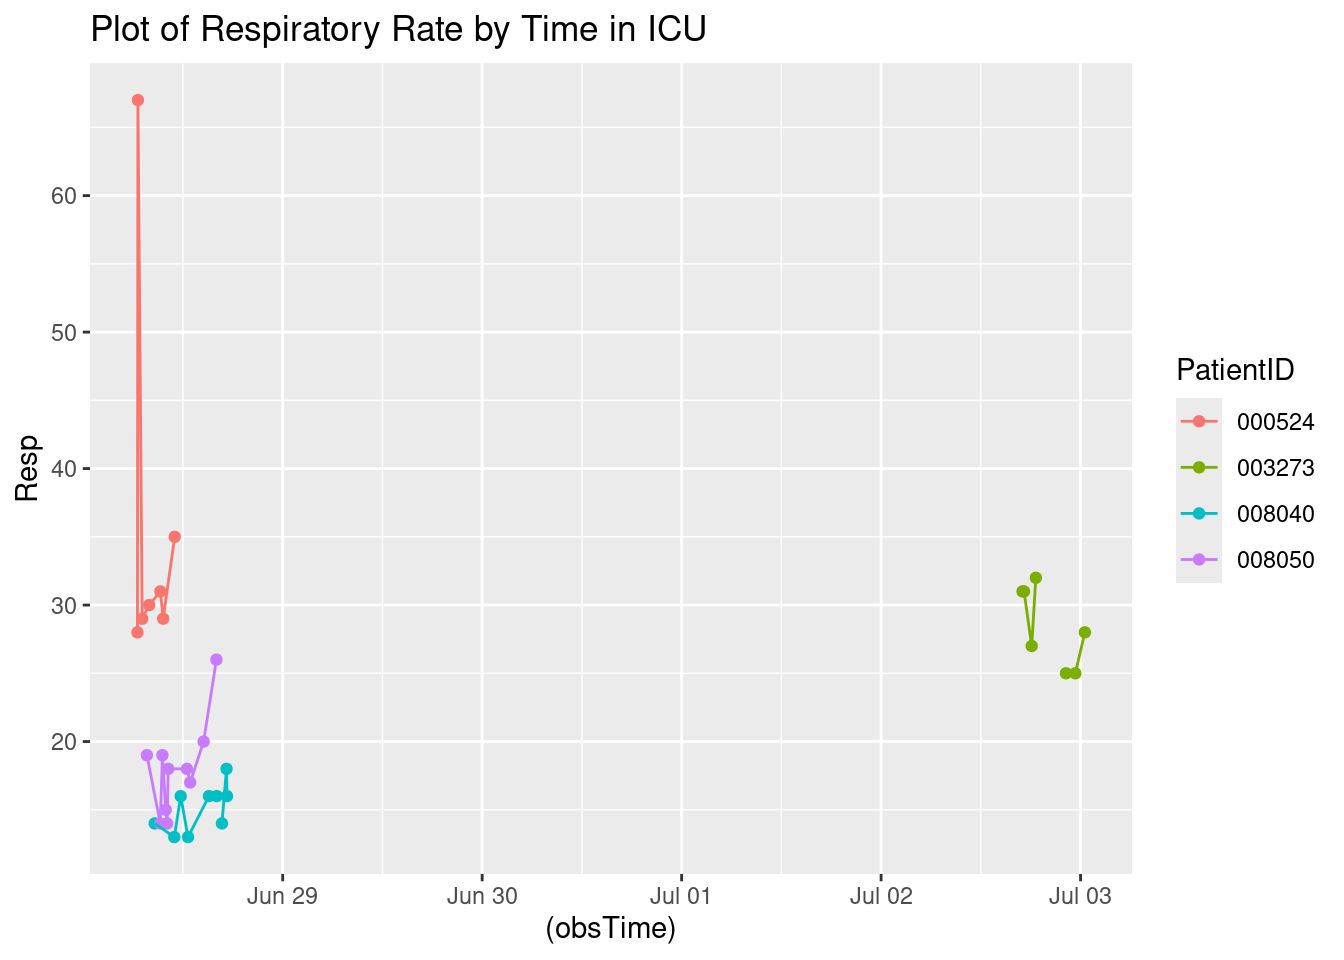 Plot of Respiratory Rate by Time in ICU
Resp
60
50
40
30
20
Jun 29 Jun 30 Jul 01 Jul 02 Jul 03
(obsTime)
PatientID
000524
003273
008040
008050